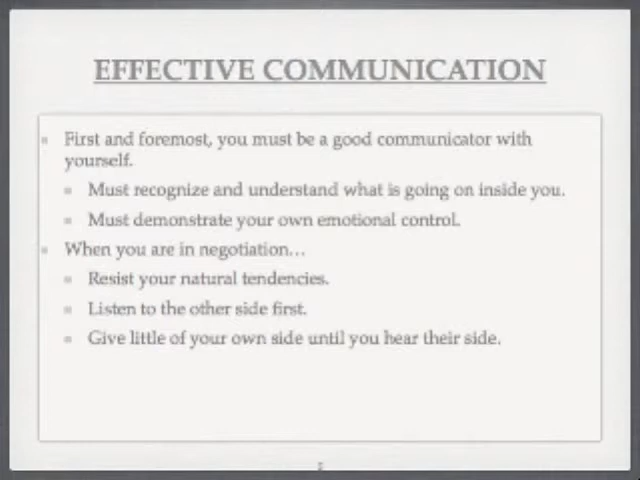 EFFECTIVE COMMUNICATION
First and foremost, you must be a good communicator with
yourself.
Must recognize and understand what is going on inside you.
Must demonstrate your own emotional control.
When you are in negotiation…
Resist your natural tendencies.
Listen to the other side first.
Give little of your own side until you hear their side.